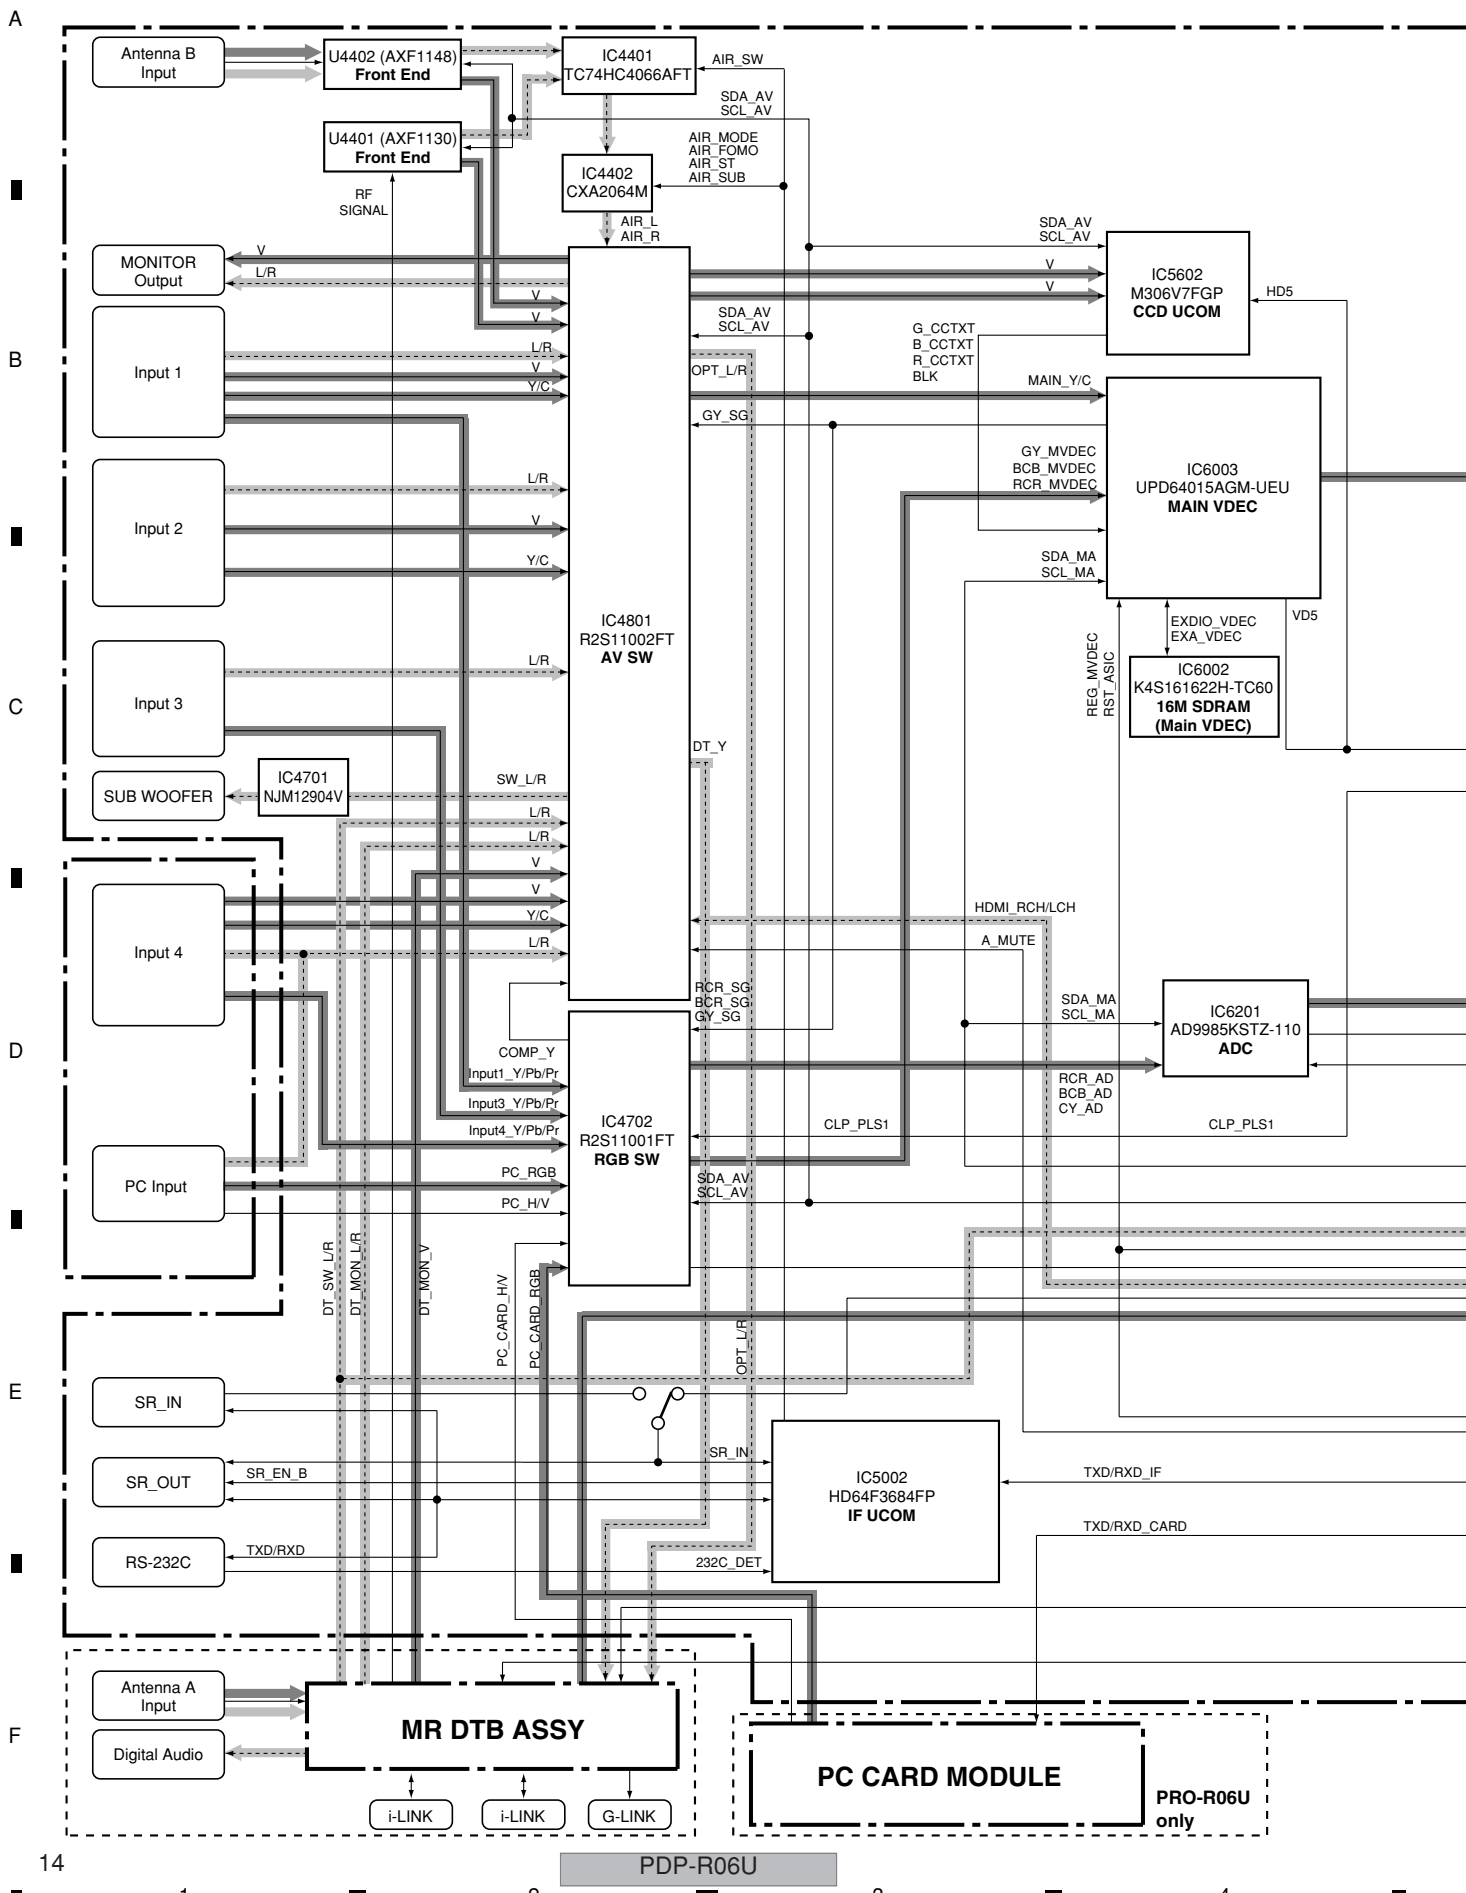 A
Antenna B
Input
U4402 (AXF1148)
Front End
IC4401
TC74HC4066AFT
AIR_SW
SDA_AV
SCL_AV
U4401 (AXF1130)
Front End
AIR_MODE
AIR_FOMO
AIR_ST
AIR_SUB
IC4402
CXA2064M
RF
SIGNAL
AIR_L
AIR_R
SDA_AV
SCL_AV
MONITOR
Output
V
L/R
V
V
IC5602
M306V7FGP
CCD UCOM
HD5
V
V
SDA_AV
SCL_AV
G_CCTXT
B_CCTXT
R_CCTXT
BLK
B
Input 1
L/R
V
Y/C
OPT_L/R
MAIN_Y/C
GY_SG
GY_MVDEC
BCB_MVDEC
RCR_MVDEC
IC6003
UPD64015AGM-UEU
MAIN VDEC
Input 2
L/R
V
Y/C
SDA_MA
SCL_MA
IC4801
R2S11002FT
AV SW
EXDIO_VDEC
EXA_VDEC
VD5
REG_MVDEC
RST_ASIC
IC6002
K4S161622H-TC60
16M SDRAM
(Main VDEC)
C
Input 3
L/R
DT_Y
SUB WOOFER
IC4701
NJM12904V
SW_L/R
L/R
L/R
V
V
Y/C
L/R
Input 4
HDMI_RCH/LCH
A_MUTE
RCR_SG
BCR_SG
GY_SG
SDA_MA
SCL_MA
IC6201
AD9985KSTZ-110
ADC
D
COMP_Y
Input1_Y/Pb/Pr
Input3_Y/Pb/Pr
Input4_Y/Pb/Pr
IC4702
R2S11001FT
RGB SW
RCR_AD
BCB_AD
CY_AD
CLP_PLS1
CLP_PLS1
PC Input
PC_RGB
PC_H/V
SDA_AV
SCL_AV
DT_SW_L/R
DT_MON_L/R
DT_MON_V
PC_CARD_H/V
PC_CARD_RGB
OPT_L/R
E
SR_IN
SR_IN
SR_OUT
SR_EN_B
IC5002
HD64F3684FP
IF UCOM
TXD/RXD_IF
TXD/RXD_CARD
RS-232C
TXD/RXD
232C_DET
Antenna A
Input
F
Digital Audio
MR DTB ASSY
PC CARD MODULE
PRO-R06U
only
i-LINK
i-LINK
G-LINK
14
PDP-R06U